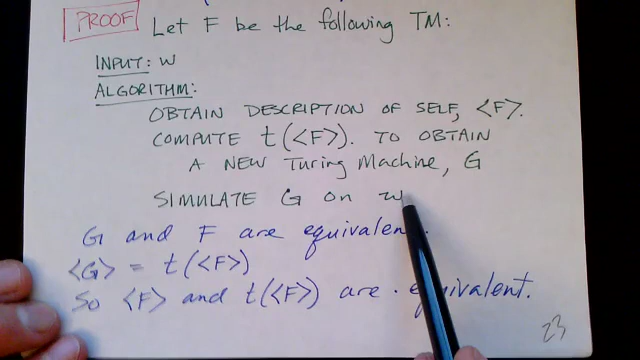 PROOF Let F be the following TM:
INPUT: W
ALGORITHM:
OBTAIN DESCRIPTION OF SELF, <F>.
COMPUTE t(<F>). TO OBTAIN
A NEW Turing Machine, G
SIMULATE G on w
G and F are equivalent.
<G> = t(<F>)
So <F> and t(<F>) are equivalent.
23